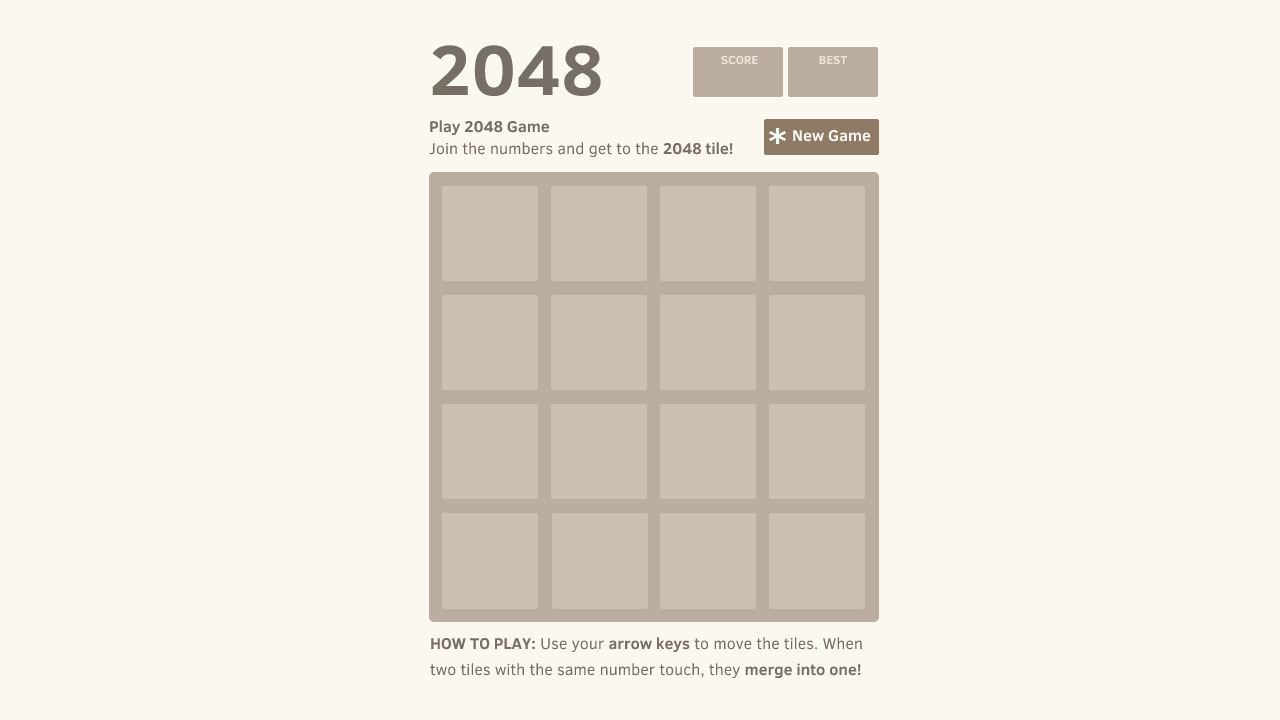 2048
SCORE
BEST
Play 2048 Game
Join the numbers and get to the 2048 tile!
New Game
HOW TO PLAY: Use your arrow keys to move the tiles. When
two tiles with the same number touch, they merge into one!